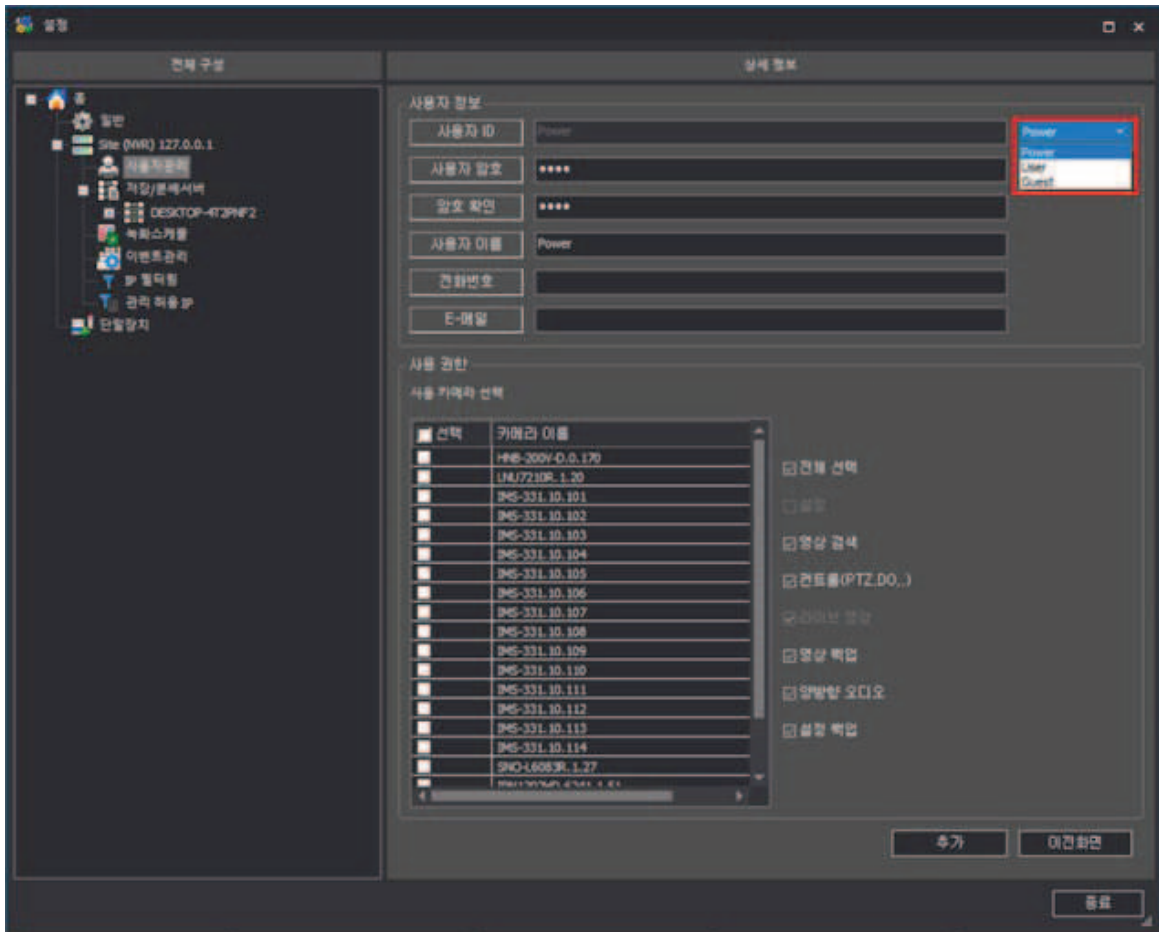 설정
전체 구성
상세 정보
홈
일반
Site (NVR) 127.0.0.1
사용자관리
저장/분배서버
DESKTOP-4T2PNF2
녹화스케줄
이벤트관리
IP 필터링
관리 허용 IP
단말장치
사용자 정보
사용자 ID
Power
Power
Power
User
Guest
사용자 암호
••••
암호 확인
••••
사용자 이름
Power
전화번호
E-메일
사용 권한
사용 카메라 선택
선택
카메라 이름
HNB-200V-D.0.170
LNU7210R.1.20
IMS-331.10.101
IMS-331.10.102
IMS-331.10.103
IMS-331.10.104
IMS-331.10.105
IMS-331.10.106
IMS-331.10.107
IMS-331.10.108
IMS-331.10.109
IMS-331.10.110
IMS-331.10.111
IMS-331.10.112
IMS-331.10.113
IMS-331.10.114
SNO-L6083R.1.27
전체 선택
설정
영상 검색
컨트롤(PTZ,DO,.)
라이브 영상
영상 백업
양방향 오디오
설정 백업
추가
이전화면
종료